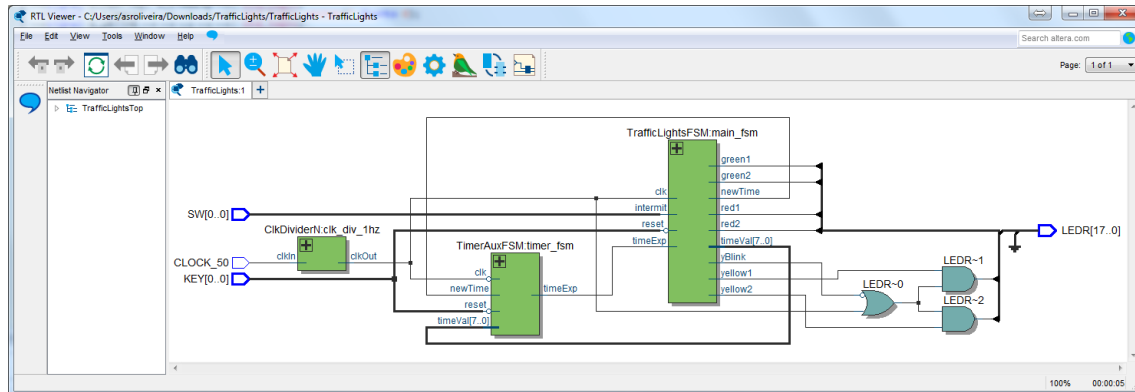 RTL Viewer - C:/Users/asroliveira/Downloads/TrafficLights/TrafficLights - TrafficLights
File Edit View Tools Window Help
Search altera.com
Page: 1 of 1
Netlist Navigator
TrafficLights:1
TrafficLightsTop
TrafficLightsFSM:main_fsm
green1
green2
clk
newTime
SW[0..0]
intermit
red1
reset
red2
LEDR[17..0]
ClkDividerN:clk_div_1hz
TimerAuxFSM:timer_fsm
timeExp
timeVal[7..0]
CLOCK_50
clkIn
clkOut
yBlink
LEDR~1
KEY[0..0]
clk
yellow1
newTime
timeExp
yellow2
LEDR~0
reset
LEDR~2
timeVal[7..0]
100%
00:00:05